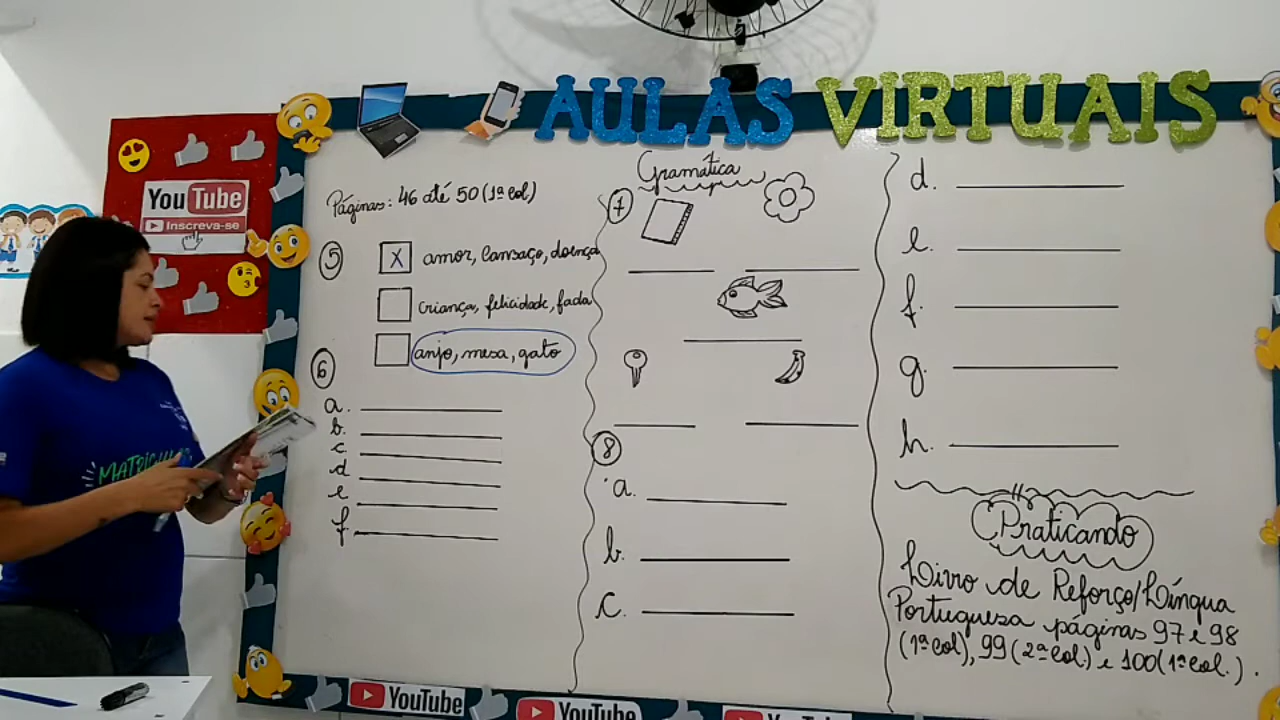 AULAS VIRTUAIS
YouTube
Inscreva-se
MATRÍCU
Páginas: 46 até 50 (1ª col)
5
X amor, cansaço, doença
criança, felicidade, fada
anjo, mesa, gato
6
a.
b.
c
d
e
f.
Gramática
7
8
a.
b.
c.
d.
e.
f.
g.
h.
Praticando
Livro de Reforço/Língua
Portuguesa páginas 97 e 98
(1ª col), 99 (2ª col) e 100 (1ª col.).
YouTube
YouTube